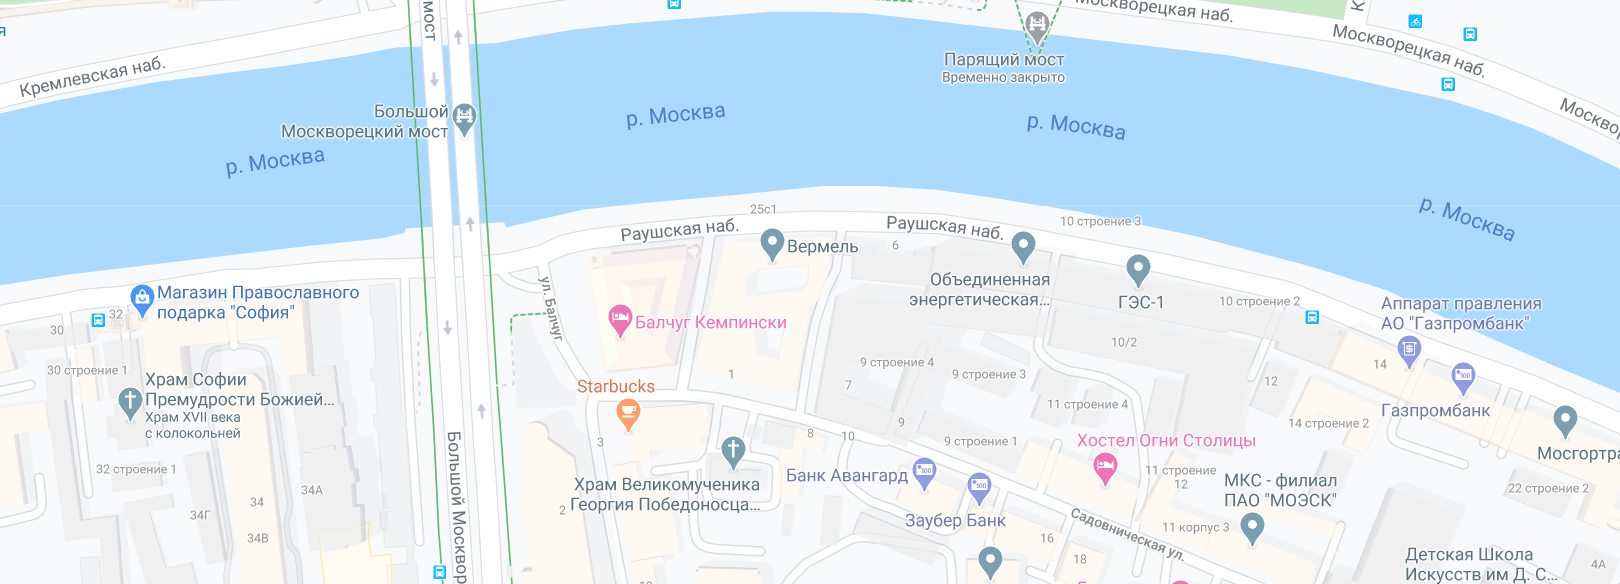 мост
Москворецкая наб.
Москворецкая наб.
Кремлевская наб.
Парящий мост
Временно закрыто
Большой
Москворецкий мост
р. Москва
р. Москва
р. Москва
р. Москва
25с1
Раушская наб.
Раушская наб.
10 строение 3
Вермель
6
Объединенная
энергетическая...
ГЭС-1
10 строение 2
Аппарат правления
АО "Газпромбанк"
Магазин Православного
подарка "София"
32
30
ул. Балчуг
Балчуг Кемпински
10/2
14
30 строение 1
Храм Софии
Премудрости Божией...
Храм XVII века
с колокольней
Starbucks
1
9 строение 4
7
9 строение 3
12
Газпромбанк
11 строение 4
14 строение 2
3
8
10
9
9 строение 1
Хостел Огни Столицы
Мосгортра
32 строение 1
34А
34
34Г
34В
Большой Москвор
Храм Великомученика
Георгия Победоносца...
2
Банк Авангард
Заубер Банк
11 строение
12
МКС - филиал
ПАО "МОЭСК"
22 строение 2
Садовническая ул.
11 корпус 3
16
18
Детская Школа
Искусств им Д. С...
4А